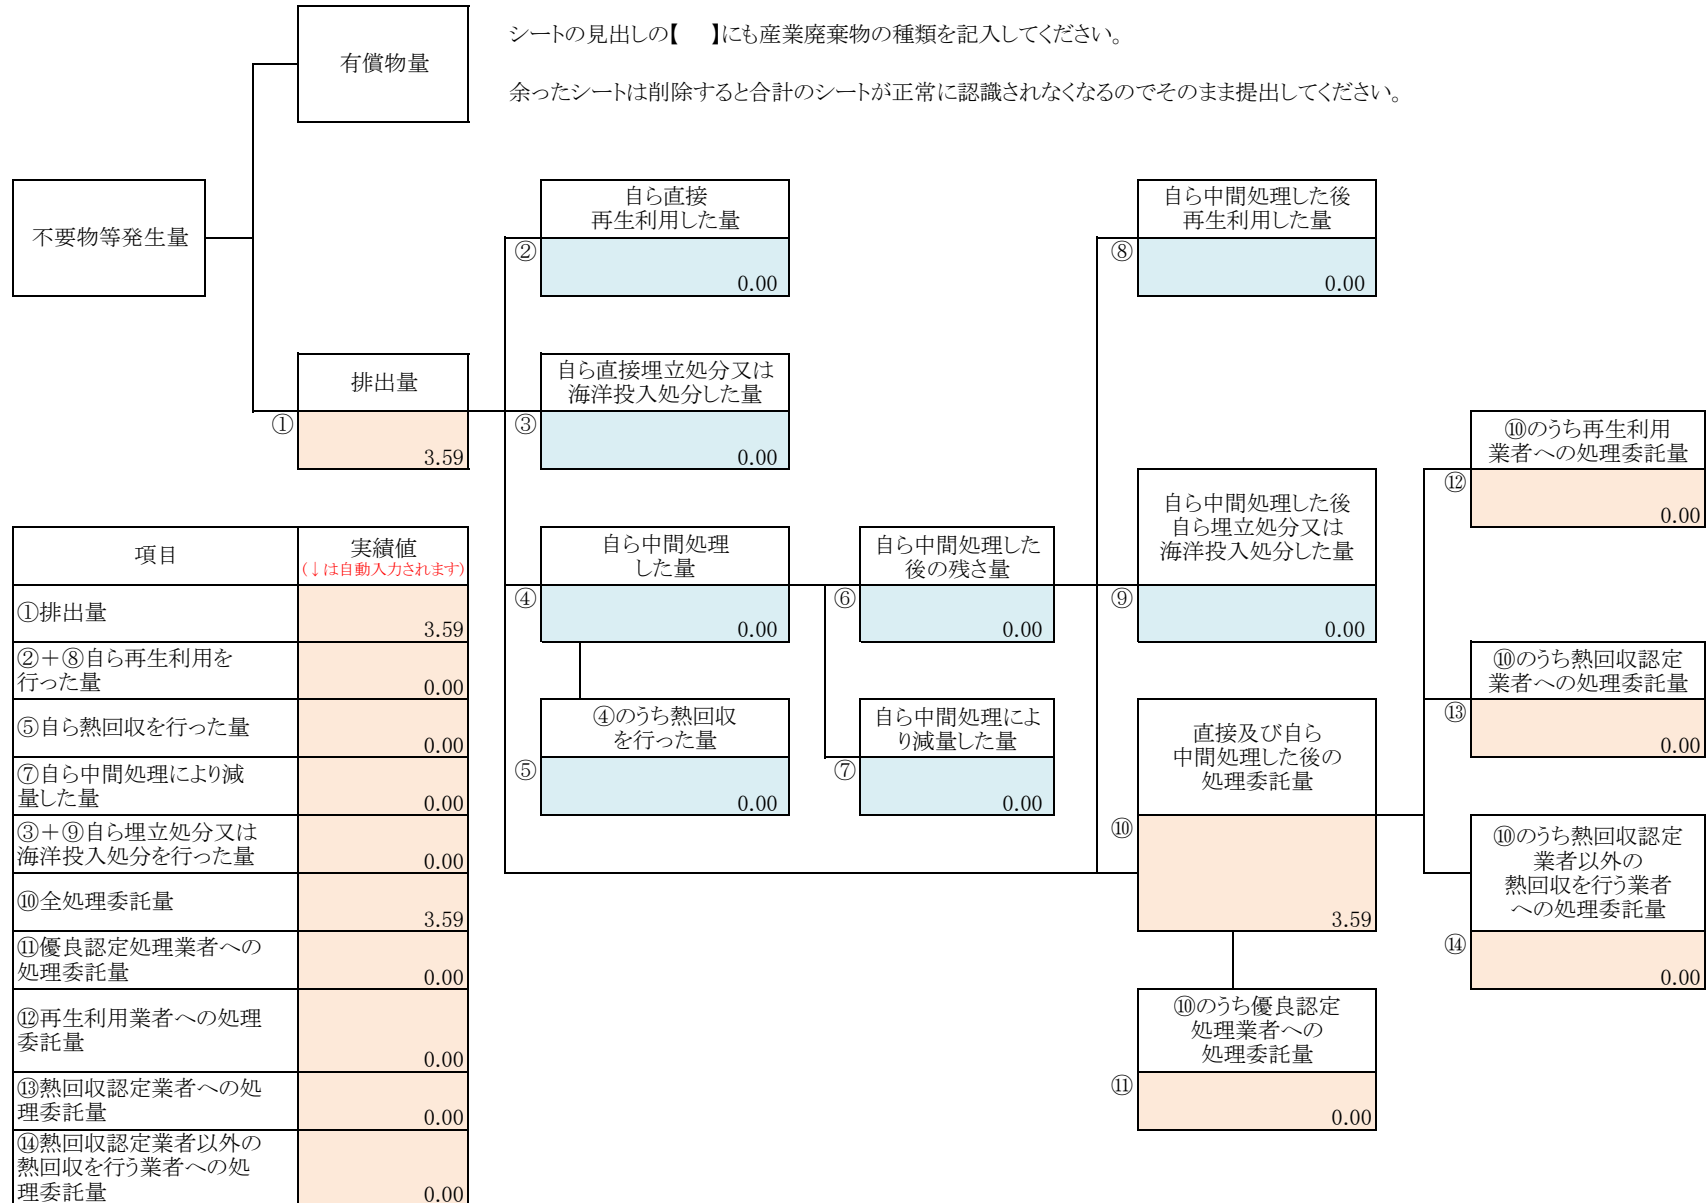 シートの見出しの【　】にも産業廃棄物の種類を記入してください。
余ったシートは削除すると合計のシートが正常に認識されなくなるのでそのまま提出してください。
有償物量
不要物等発生量
排出量
①
3.59
自ら直接
再生利用した量
②
0.00
自ら直接埋立処分又は
海洋投入処分した量
③
0.00
自ら中間処理
した量
④
0.00
④のうち熱回収
を行った量
⑤
0.00
自ら中間処理した
後の残さ量
⑥
0.00
自ら中間処理によ
り減量した量
⑦
0.00
自ら中間処理した後
再生利用した量
⑧
0.00
自ら中間処理した後
自ら埋立処分又は
海洋投入処分した量
⑨
0.00
直接及び自ら
中間処理した後の
処理委託量
⑩
3.59
⑩のうち優良認定
処理業者への
処理委託量
⑪
0.00
⑩のうち再生利用
業者への処理委託量
⑫
0.00
⑩のうち熱回収認定
業者への処理委託量
⑬
0.00
⑩のうち熱回収認定
業者以外の
熱回収を行う業者
への処理委託量
⑭
0.00
項目
実績値
(↓は自動入力されます)
①排出量
3.59
②＋⑧自ら再生利用を
行った量
0.00
⑤自ら熱回収を行った量
0.00
⑦自ら中間処理により減
量した量
0.00
③＋⑨自ら埋立処分又は
海洋投入処分を行った量
0.00
⑩全処理委託量
3.59
⑪優良認定処理業者への
処理委託量
0.00
⑫再生利用業者への処理
委託量
0.00
⑬熱回収認定業者への処
理委託量
0.00
⑭熱回収認定業者以外の
熱回収を行う業者への処
理委託量
0.00